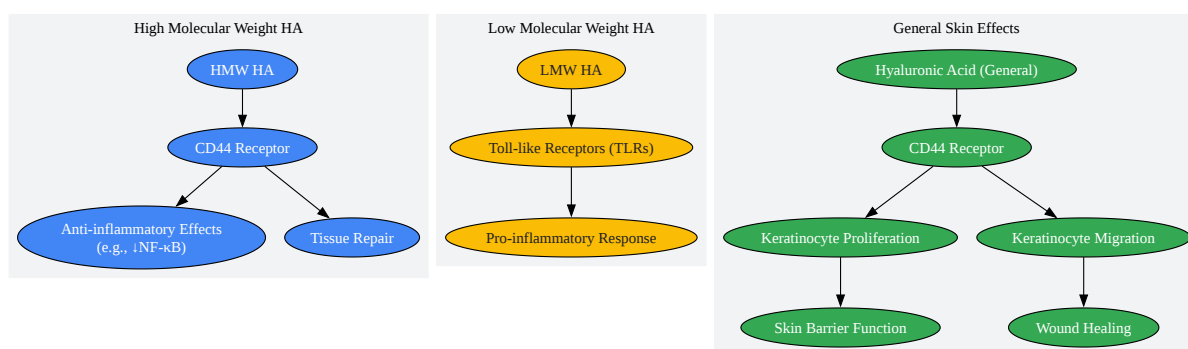 High Molecular Weight HA
HMW HA
CD44 Receptor
Anti-inflammatory Effects
(e.g., ↓NF-κB)
Tissue Repair
Low Molecular Weight HA
LMW HA
Toll-like Receptors (TLRs)
Pro-inflammatory Response
General Skin Effects
Hyaluronic Acid (General)
CD44 Receptor
Keratinocyte Proliferation
Keratinocyte Migration
Skin Barrier Function
Wound Healing